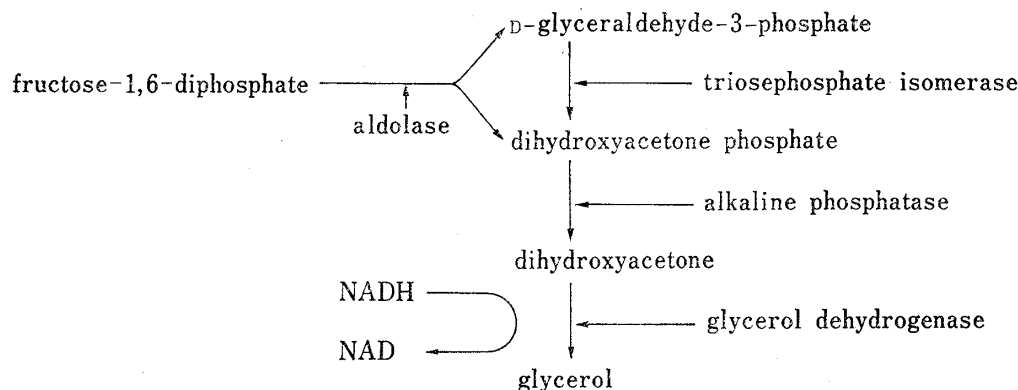 D-glyceraldehyde-3-phosphate
fructose-1,6-diphosphate
triosephosphate isomerase
aldolase
dihydroxyacetone phosphate
alkaline phosphatase
dihydroxyacetone
NADH
glycerol dehydrogenase
NAD
glycerol